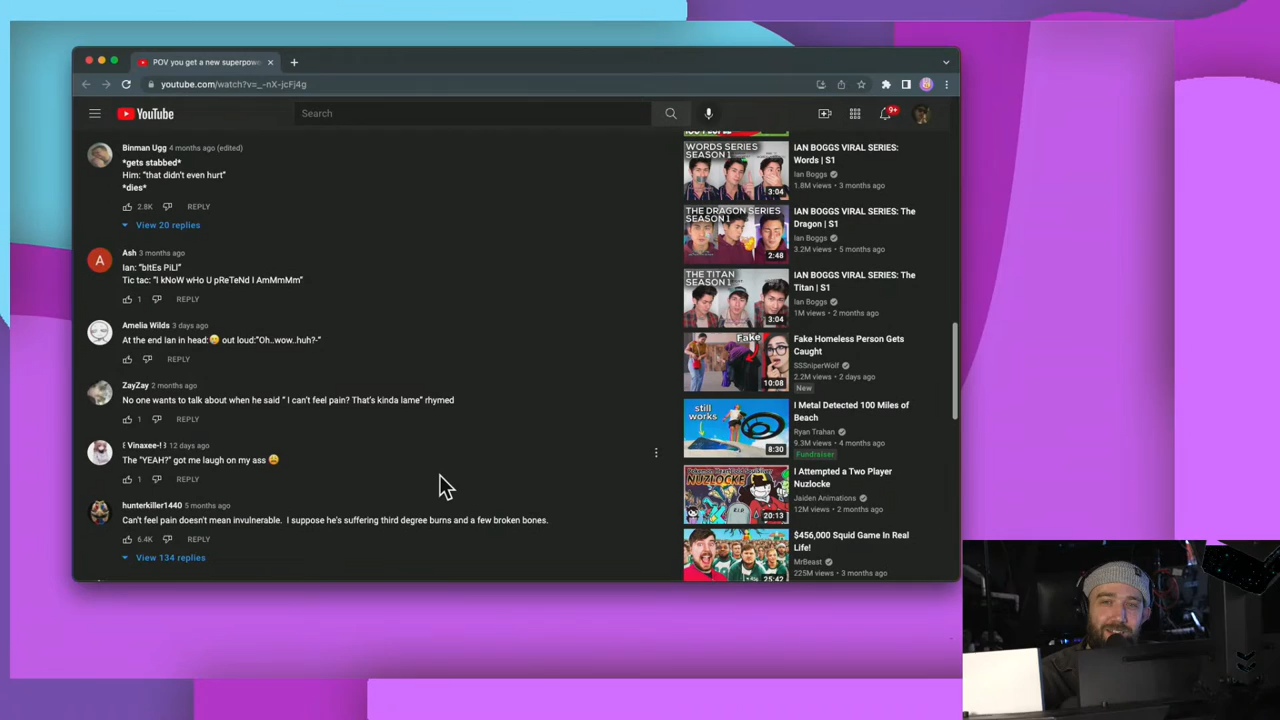 POV you get a new superpowe
youtube.com/watch?v=_-nX-jcFj4g
YouTube
Search
9+
Binman Ugg 4 months ago (edited)
*gets stabbed*
Him: “that didn't even hurt”
*dies*
2.8K REPLY
View 20 replies
A
Ash 3 months ago
Ian: “bItEs PiLl”
Tic tac: “I kNoW wHo U pReTeNd I AmMmMm”
1 REPLY
Amelia Wilds 3 days ago
At the end Ian in head:😕 out loud:“Oh..wow..huh?-”
REPLY
ZayZay 2 months ago
No one wants to talk about when he said “ I can't feel pain? That's kinda lame” rhymed
1 REPLY
Vinaxee-! 12 days ago
The “YEAH?” got me laugh on my ass 😩
1 REPLY
hunterkiller1440 5 months ago
Can't feel pain doesn't mean invulnerable. I suppose he's suffering third degree burns and a few broken bones.
6.4K REPLY
View 134 replies
WORDS SERIES
SEASON 1
3:04
IAN BOGGS VIRAL SERIES:
Words | S1
Ian Boggs
1.8M views • 3 months ago
THE DRAGON SERIES
SEASON 1
2:48
IAN BOGGS VIRAL SERIES: The
Dragon | S1
Ian Boggs
3.2M views • 5 months ago
THE TITAN
SEASON 1
3:04
IAN BOGGS VIRAL SERIES: The
Titan | S1
Ian Boggs
1M views • 2 months ago
Fake
10:08
Fake Homeless Person Gets
Caught
SSSniperWolf
2.2M views • 2 days ago
New
still
works
8:30
I Metal Detected 100 Miles of
Beach
Ryan Trahan
9.3M views • 4 months ago
Fundraiser
NUZLOCKE
20:13
I Attempted a Two Player
Nuzlocke
Jaiden Animations
12M views • 2 months ago
25:42
$456,000 Squid Game In Real
Life!
MrBeast
225M views • 3 months ago